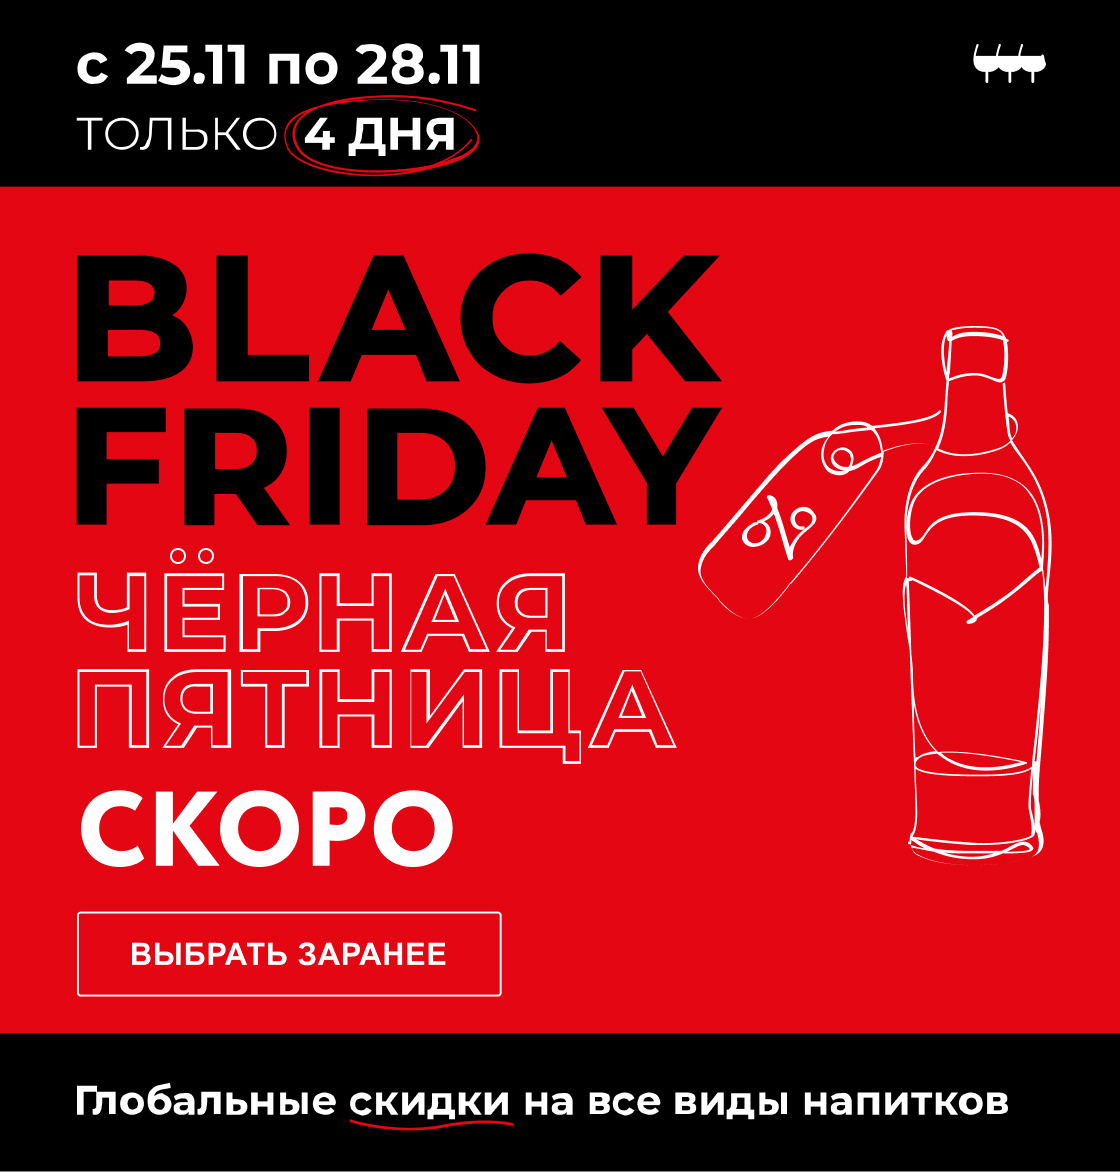 с 25.11 по 28.11
ТОЛЬКО 4 ДНЯ
BLACK
FRIDAY
ЧЁРНАЯ
ПЯТНИЦА
СКОРО
%
ВЫБРАТЬ ЗАРАНЕЕ
Глобальные скидки на все виды напитков